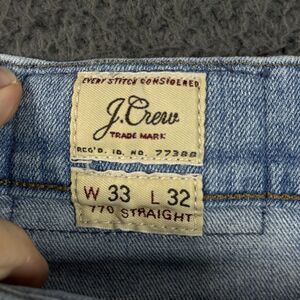 EVERY STITCH CONSIDERED
J.Crew
TRADE MARK
REG'D. ID. NO. 77388
W 33 L 32
770 STRAIGHT